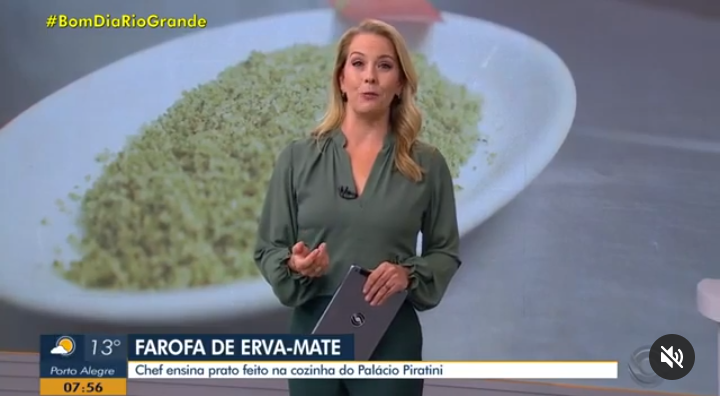 #BomDiaRioGrande
13°
FAROFA DE ERVA-MATE
Porto Alegre
Chef ensina prato feito na cozinha do Palácio Piratini
07:56